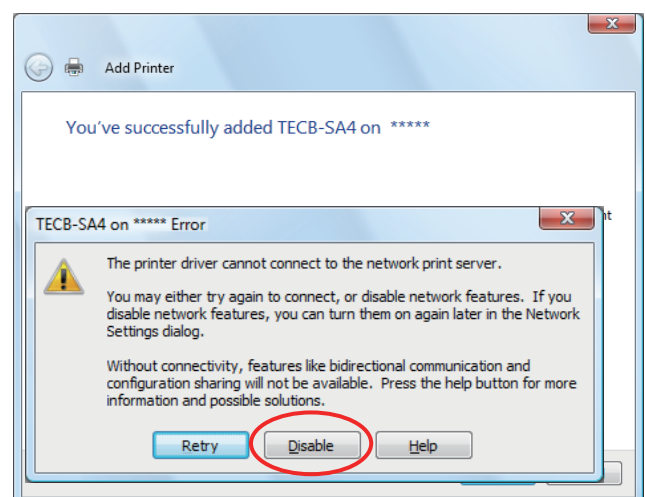 Add Printer
You've successfully added TECB-SA4 on *****
TECB-SA4 on ***** Error
The printer driver cannot connect to the network print server.
You may either try again to connect, or disable network features. If you
disable network features, you can turn them on again later in the Network
Settings dialog.
Without connectivity, features like bidirectional communication and
configuration sharing will not be available. Press the help button for more
information and possible solutions.
Retry Disable Help